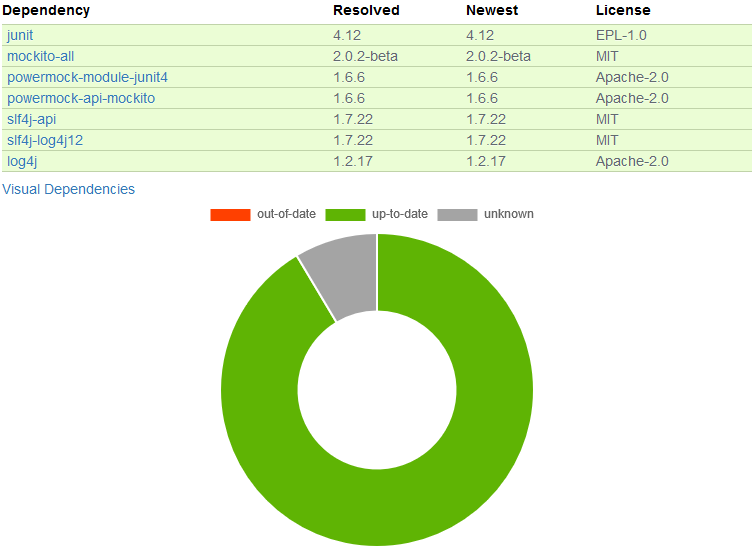 Dependency Resolved Newest License
junit 4.12 4.12 EPL-1.0
mockito-all 2.0.2-beta 2.0.2-beta MIT
powermock-module-junit4 1.6.6 1.6.6 Apache-2.0
powermock-api-mockito 1.6.6 1.6.6 Apache-2.0
slf4j-api 1.7.22 1.7.22 MIT
slf4j-log4j12 1.7.22 1.7.22 MIT
log4j 1.2.17 1.2.17 Apache-2.0
Visual Dependencies
out-of-date up-to-date unknown